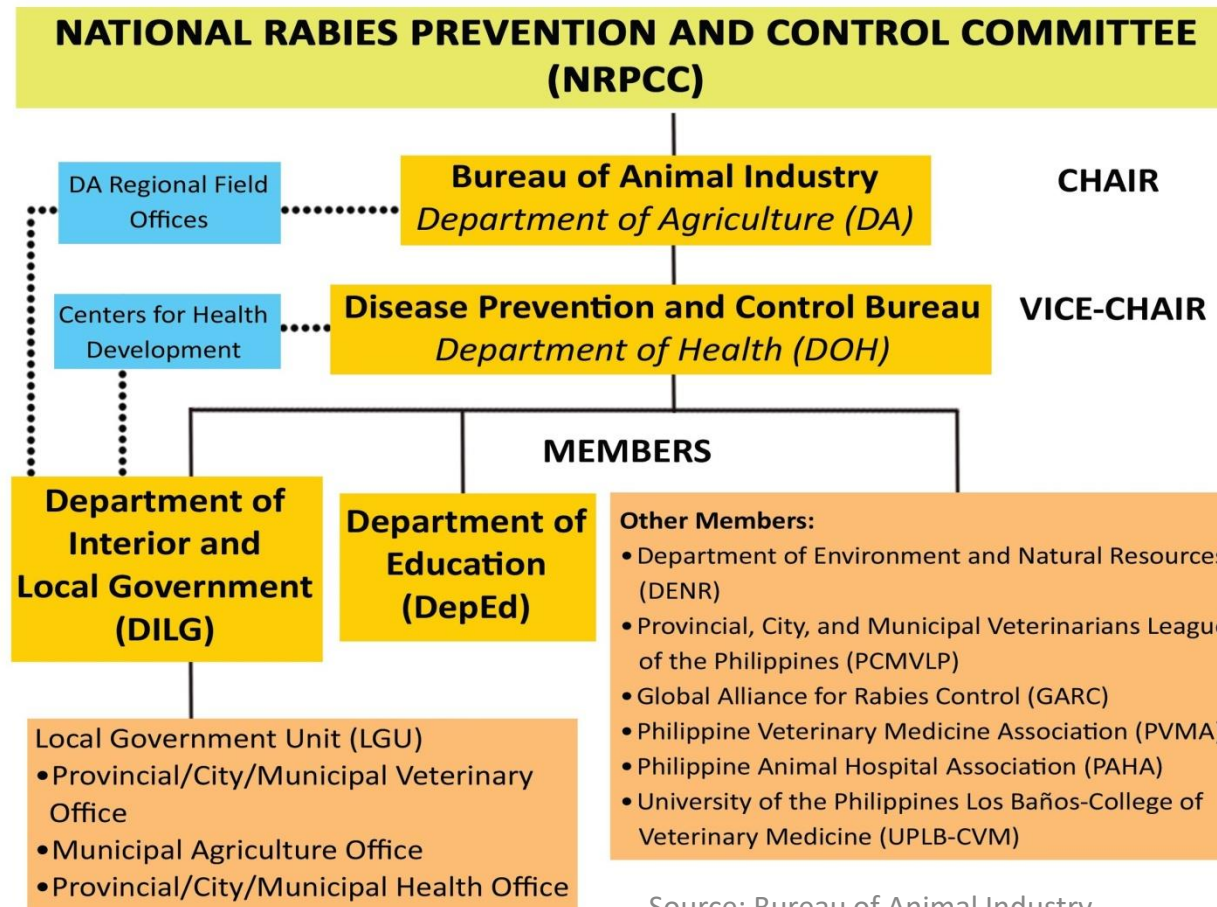 NATIONAL RABIES PREVENTION AND CONTROL COMMITTEE
(NRPCC)
DA Regional Field
Offices
Bureau of Animal Industry
Department of Agriculture (DA)
CHAIR
Centers for Health
Development
Disease Prevention and Control Bureau
Department of Health (DOH)
VICE-CHAIR
MEMBERS
Department of
Interior and
Local Government
(DILG)
Department of
Education
(DepEd)
Other Members:
•Department of Environment and Natural Resources
(DENR)
•Provincial, City, and Municipal Veterinarians League
of the Philippines (PCMVLP)
•Global Alliance for Rabies Control (GARC)
•Philippine Veterinary Medicine Association (PVMA)
•Philippine Animal Hospital Association (PAHA)
•University of the Philippines Los Baños-College of
Veterinary Medicine (UPLB-CVM)
Local Government Unit (LGU)
•Provincial/City/Municipal Veterinary
Office
•Municipal Agriculture Office
•Provincial/City/Municipal Health Office
Source: Bureau of Animal Industry